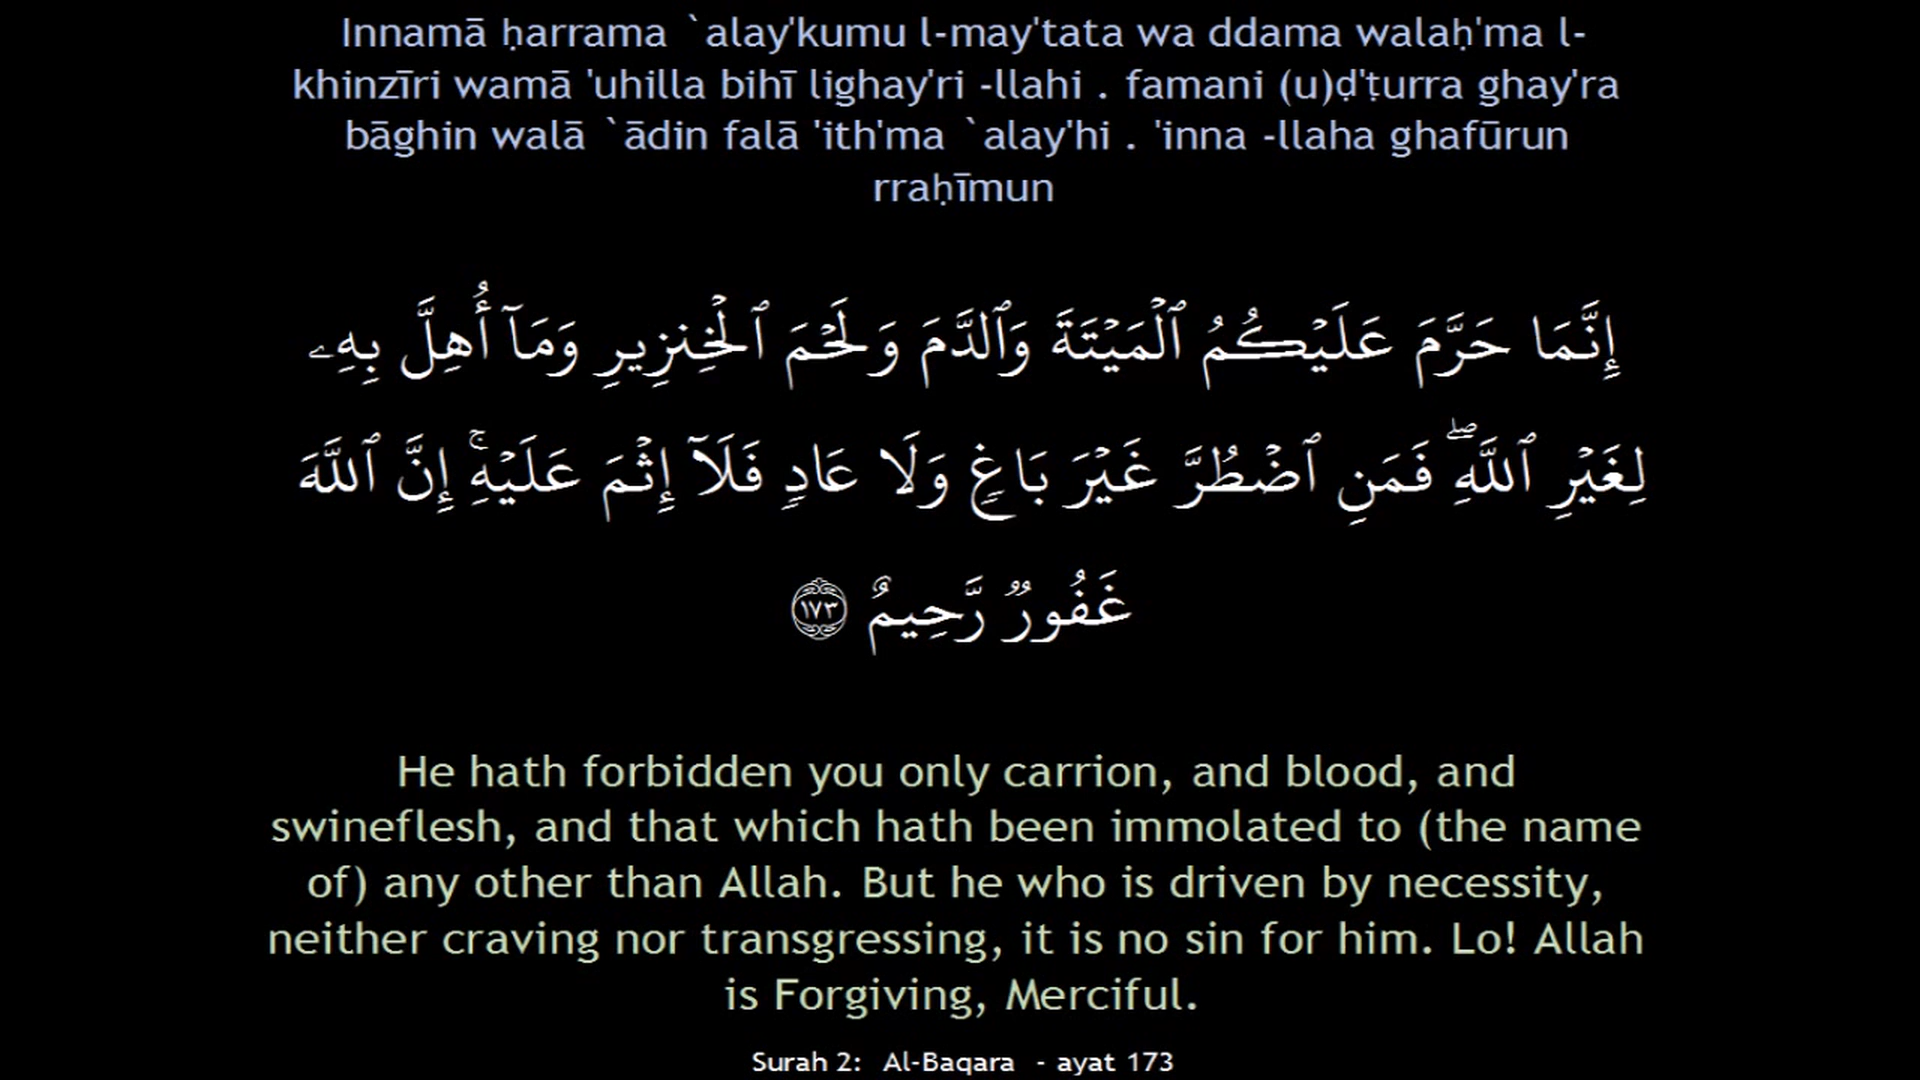 Innamā ḥarrama `alay'kumu l-may'tata wa ddama walaḥ'ma l-
khinzīri wamā 'uhilla bihī lighay'ri -llahi . famani (u)ḍ'ṭurra ghay'ra
bāghin walā `ādin falā 'ith'ma `alay'hi . 'inna -llaha ghafūrun
rraḥīmun
إِنَّمَا حَرَّمَ عَلَيْكُمُ ٱلْمَيْتَةَ وَٱلدَّمَ وَلَحْمَ ٱلْخِنزِيرِ وَمَآ أُهِلَّ بِهِۦ
لِغَيْرِ ٱللَّهِ ۖ فَمَنِ ٱضْطُرَّ غَيْرَ بَاغٍ وَلَا عَادٍ فَلَآ إِثْمَ عَلَيْهِ ۚ إِنَّ ٱللَّهَ
غَفُورٌ رَّحِيمٌ ١٧٣
He hath forbidden you only carrion, and blood, and
swineflesh, and that which hath been immolated to (the name
of) any other than Allah. But he who is driven by necessity,
neither craving nor transgressing, it is no sin for him. Lo! Allah
is Forgiving, Merciful.
Surah 2: Al-Baqara - ayat 173